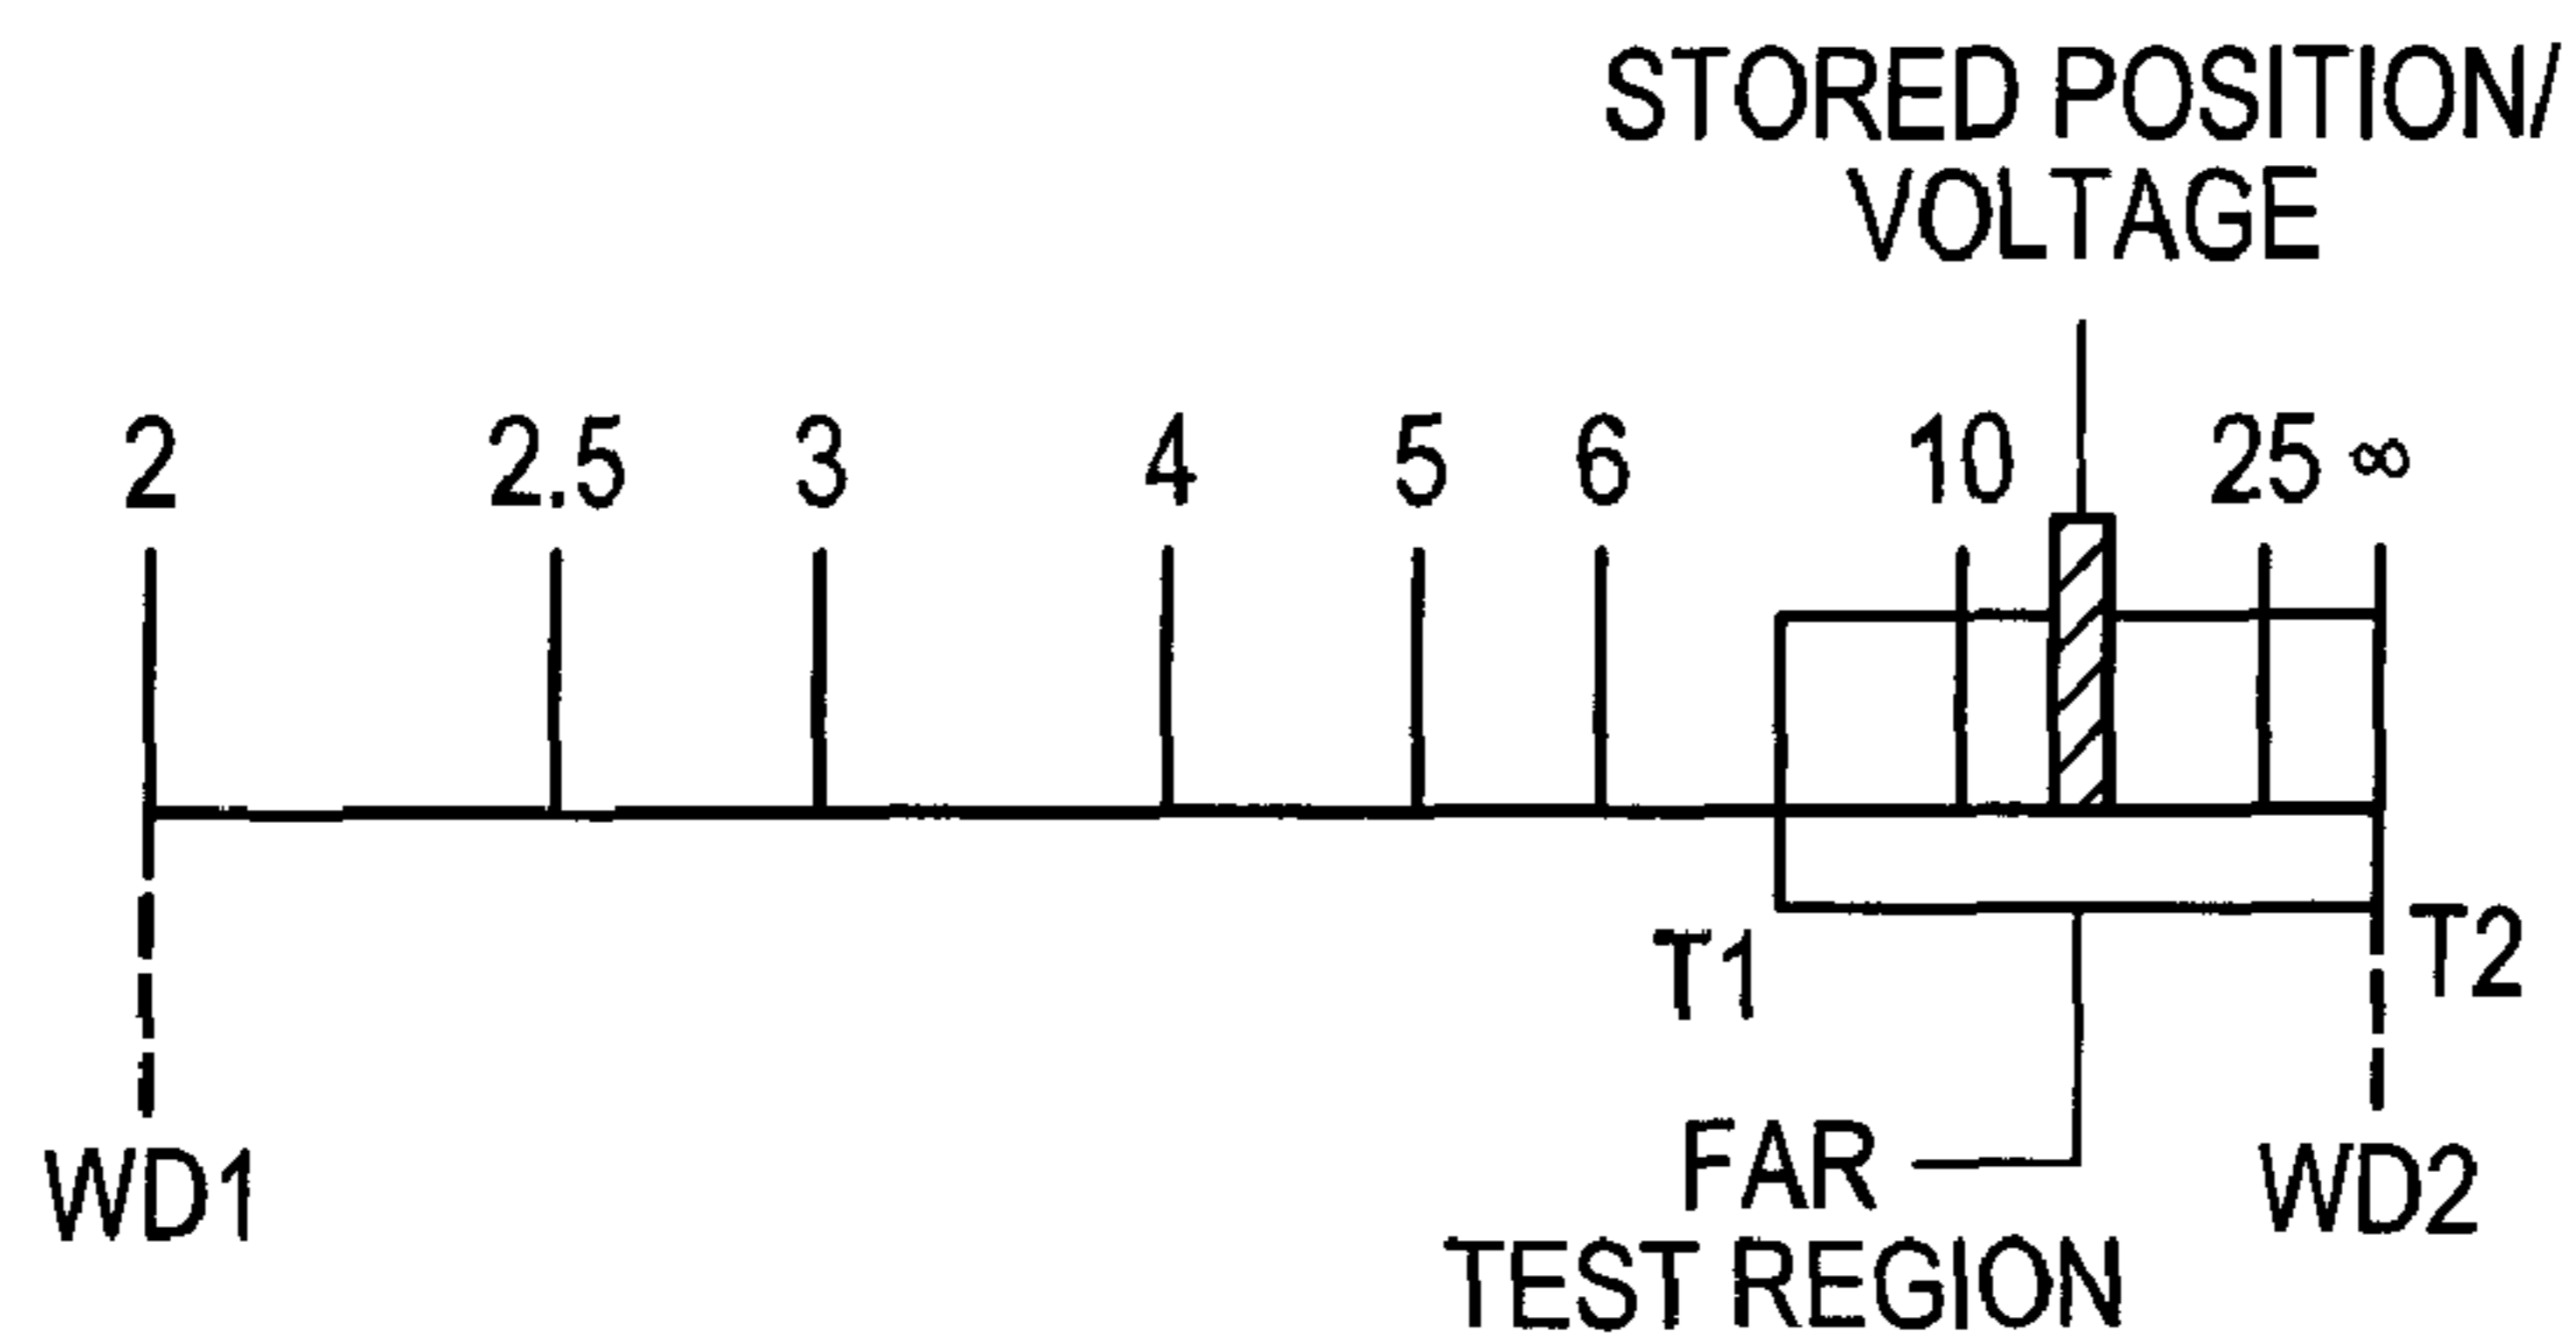 STORED POSITION/
VOLTAGE
2 2.5 3 4 5 6 10 25 ∞
T1 T2
FAR
TEST REGION
WD1 WD2